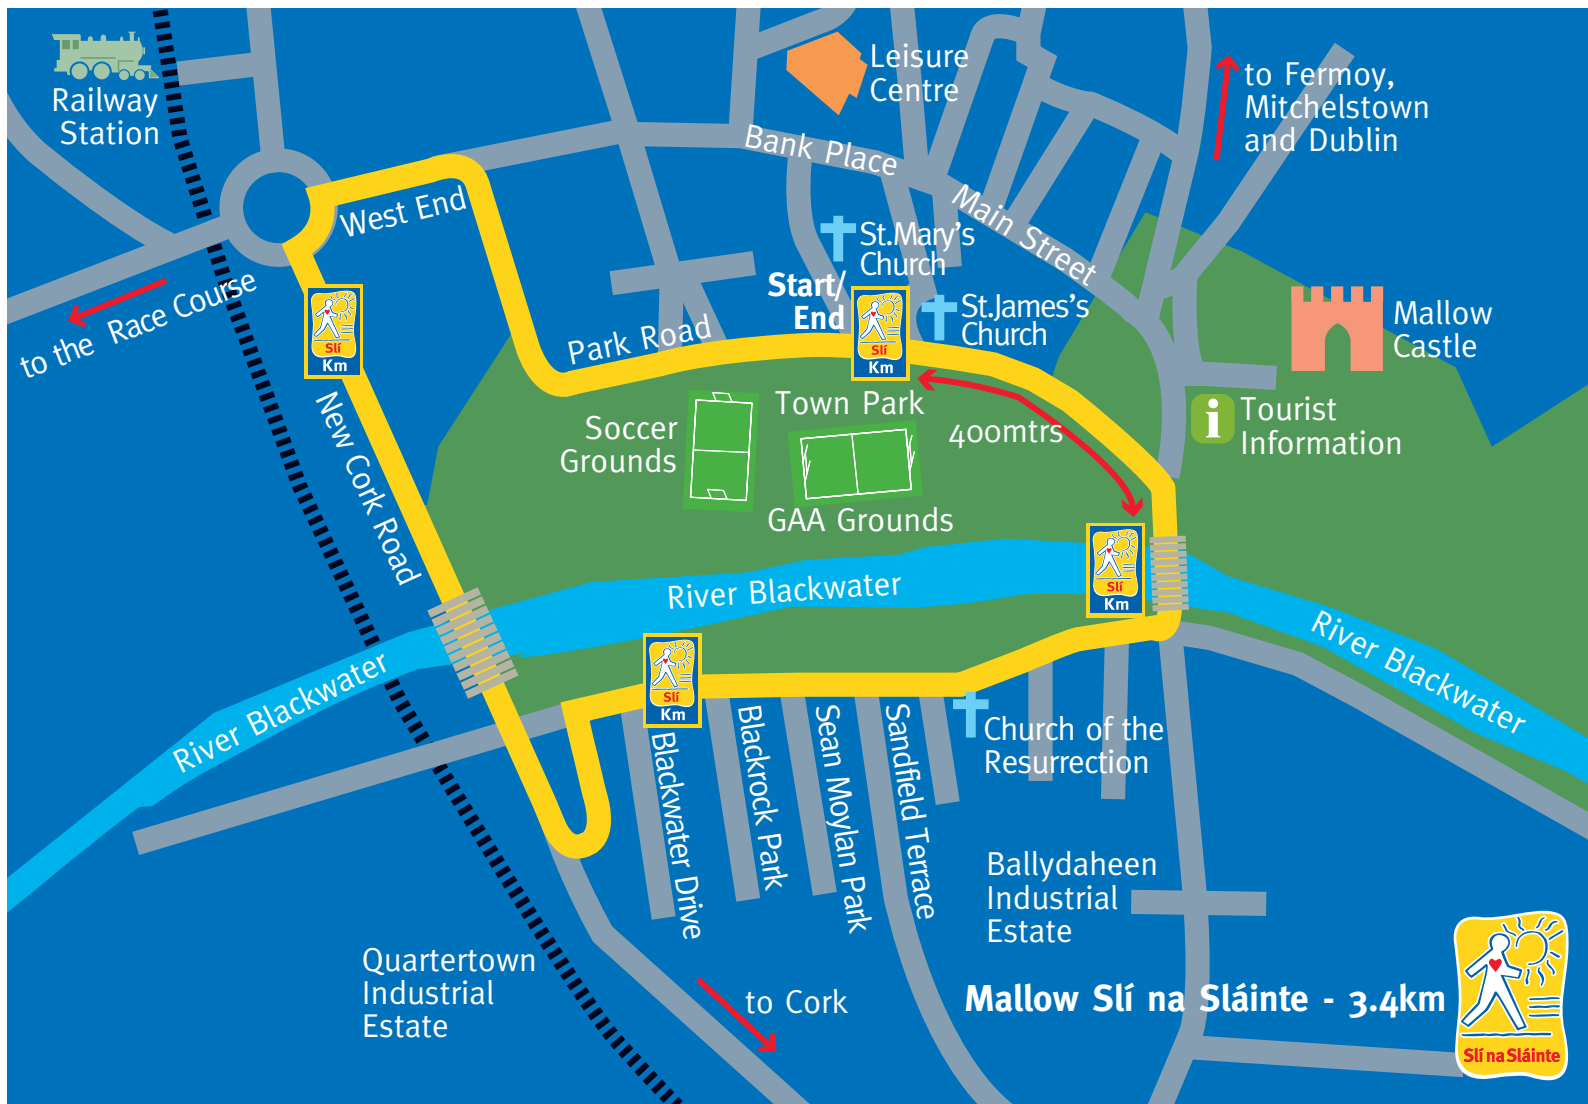 Railway
Station
Leisure
Centre
to Fermoy,
Mitchelstown
and Dublin
Bank Place
Main Street
West End
St.Mary's
Church
Start/
End
St.James's
Church
Mallow
Castle
to the Race Course
Slí
Km
Slí
Km
Park Road
Town Park
400mtrs
Tourist
Information
i
Soccer
Grounds
GAA Grounds
New Cork Road
River Blackwater
Slí
Km
River Blackwater
River Blackwater
Slí
Km
Blackwater Drive
Blackrock Park
Sean Moylan Park
Sandfield Terrace
Church of the
Resurrection
Ballydaheen
Industrial
Estate
Quartertown
Industrial
Estate
to Cork
Mallow Slí na Sláinte - 3.4km
Slí na Sláinte